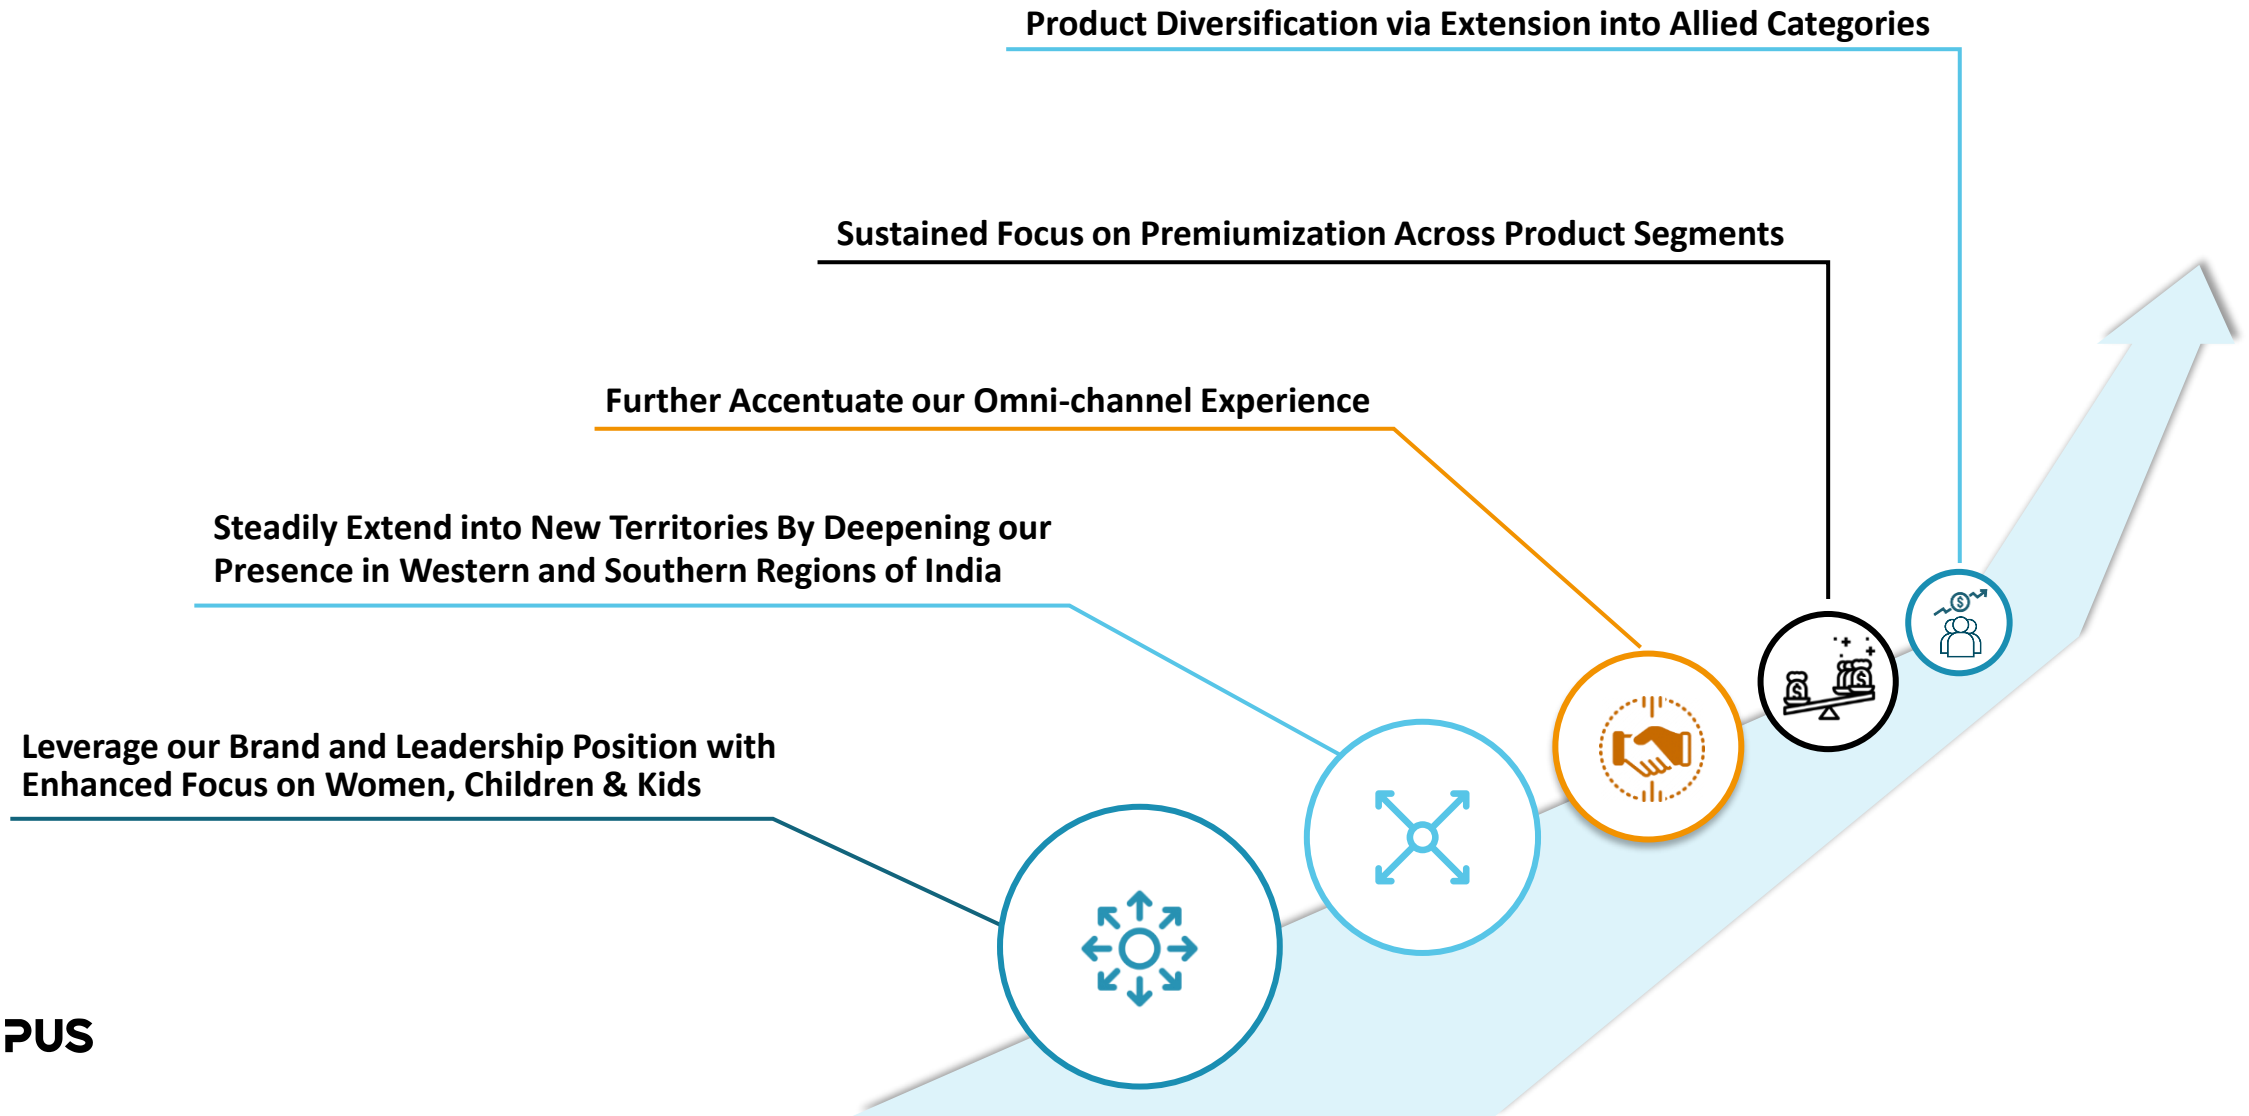 Product Diversification via Extension into Allied Categories
Sustained Focus on Premiumization Across Product Segments
Further Accentuate our Omni-channel Experience
Steadily Extend into New Territories By Deepening our
Presence in Western and Southern Regions of India
Leverage our Brand and Leadership Position with
Enhanced Focus on Women, Children & Kids
PUS